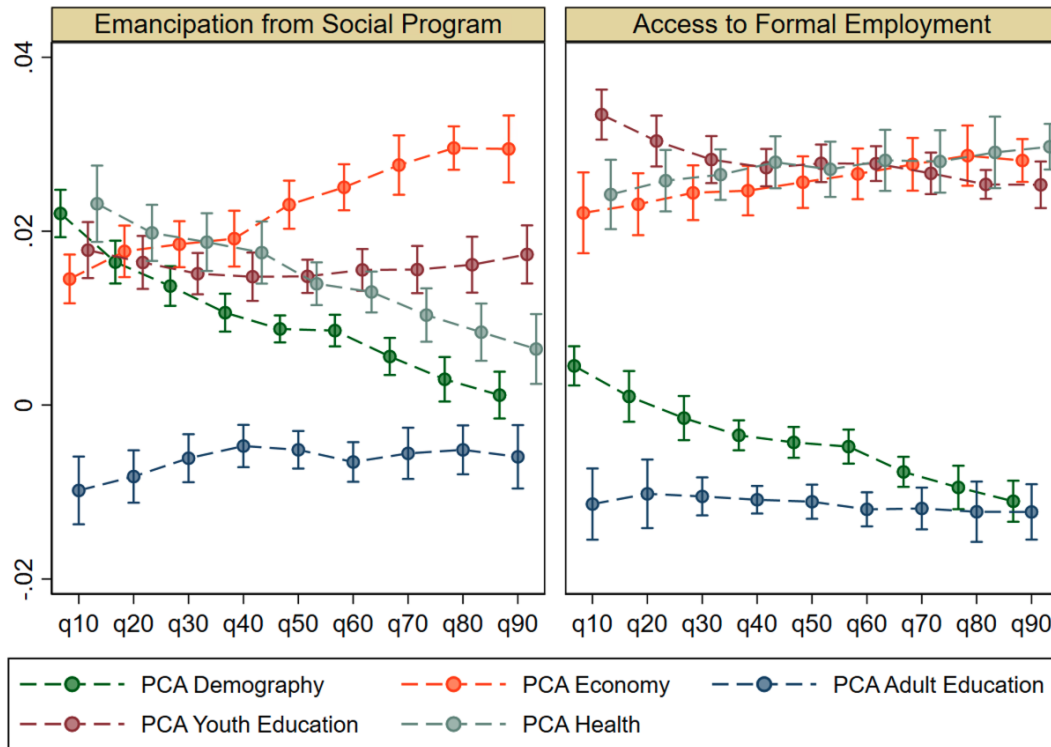 Emancipation from Social Program
Access to Formal Employment
.04
.02
0
-.02
q10 q20 q30 q40 q50 q60 q70 q80 q90
q10 q20 q30 q40 q50 q60 q70 q80 q90
PCA Demography
PCA Economy
PCA Adult Education
PCA Youth Education
PCA Health